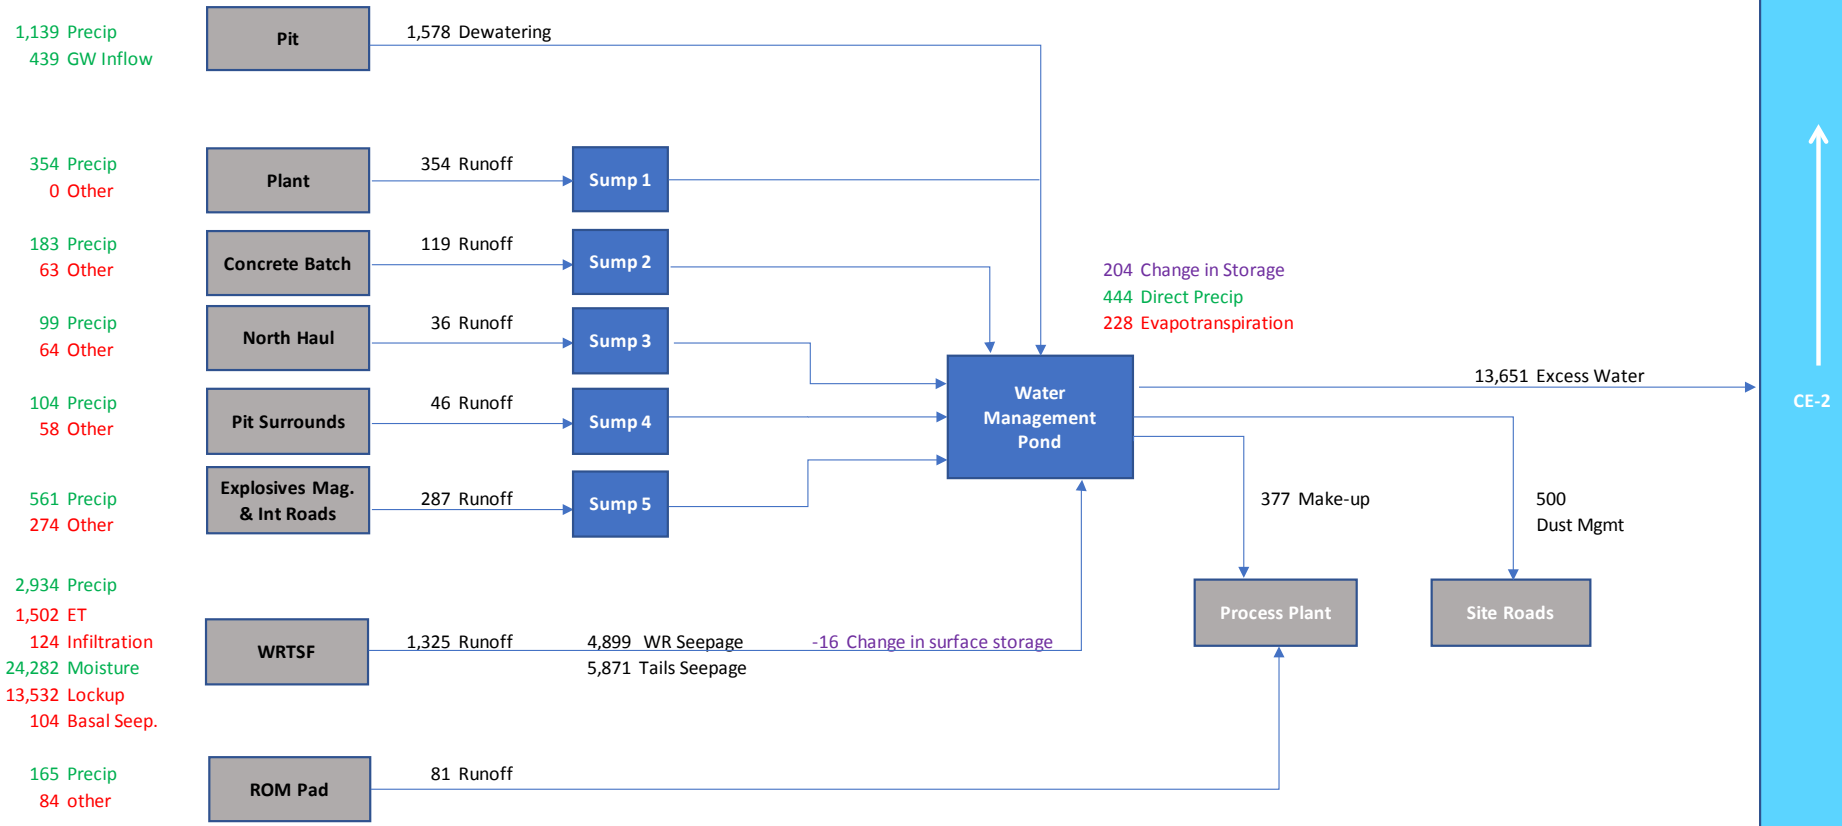 1,139 Precip
439 GW Inflow
Pit
1,578 Dewatering
354 Precip
0 Other
Plant
354 Runoff
Sump 1
183 Precip
63 Other
Concrete Batch
119 Runoff
Sump 2
99 Precip
64 Other
North Haul
36 Runoff
Sump 3
104 Precip
58 Other
Pit Surrounds
46 Runoff
Sump 4
561 Precip
274 Other
Explosives Mag.
& Int Roads
287 Runoff
Sump 5
204 Change in Storage
444 Direct Precip
228 Evapotranspiration
Water
Management
Pond
13,651 Excess Water
CE-2
377 Make-up
500
Dust Mgmt
Process Plant
Site Roads
2,934 Precip
1,502 ET
124 Infiltration
24,282 Moisture
13,532 Lockup
104 Basal Seep.
WRTSF
1,325 Runoff
4,899 WR Seepage
5,871 Tails Seepage
-16 Change in surface storage
165 Precip
84 other
ROM Pad
81 Runoff